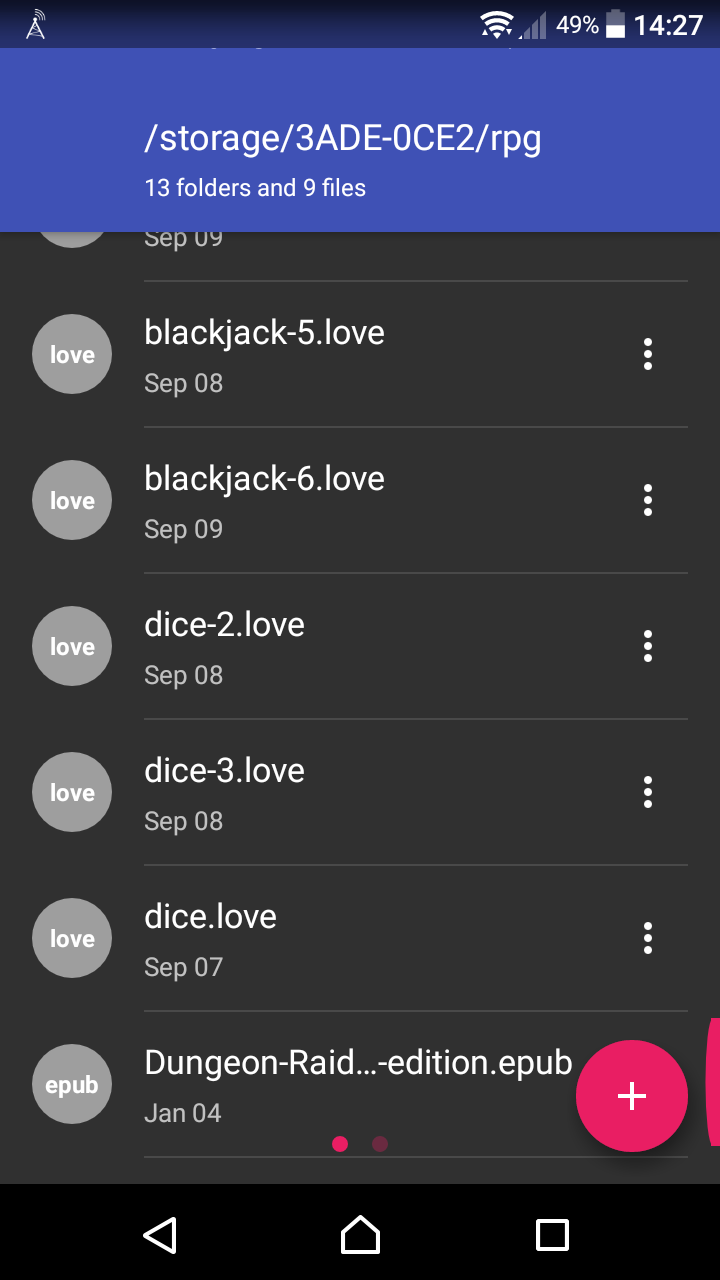 49% 14:27
/storage/3ADE-0CE2/rpg
13 folders and 9 files
Sep 09
love
blackjack-5.love
Sep 08
love
blackjack-6.love
Sep 09
love
dice-2.love
Sep 08
love
dice-3.love
Sep 08
love
dice.love
Sep 07
epub
Dungeon-Raid...-edition.epub
Jan 04